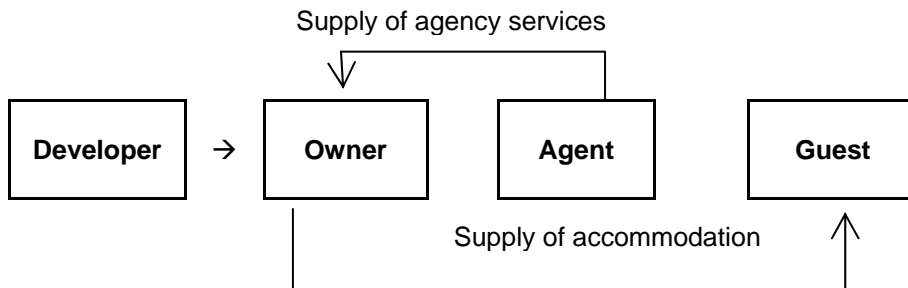 Supply of agency services
Developer → Owner Agent Guest
Supply of accommodation